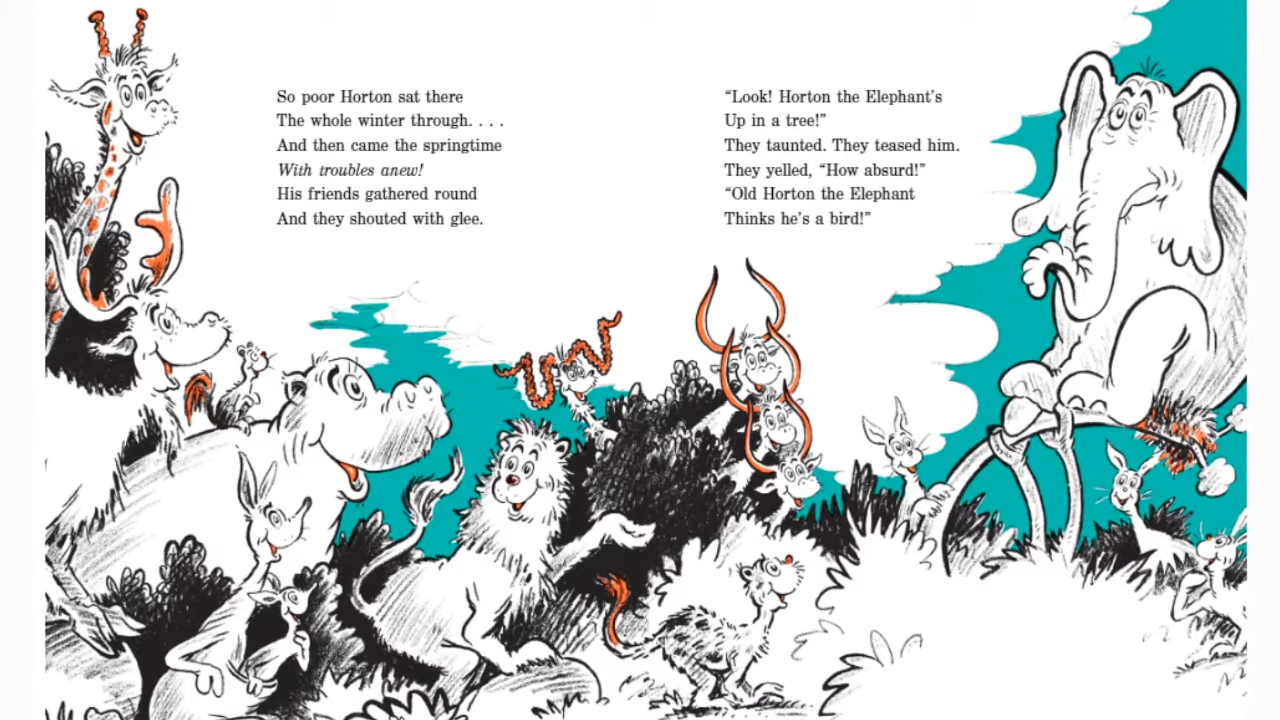 So poor Horton sat there
The whole winter through. . . .
And then came the springtime
With troubles anew!
His friends gathered round
And they shouted with glee.
“Look! Horton the Elephant’s
Up in a tree!”
They taunted. They teased him.
They yelled, “How absurd!”
“Old Horton the Elephant
Thinks he’s a bird!”